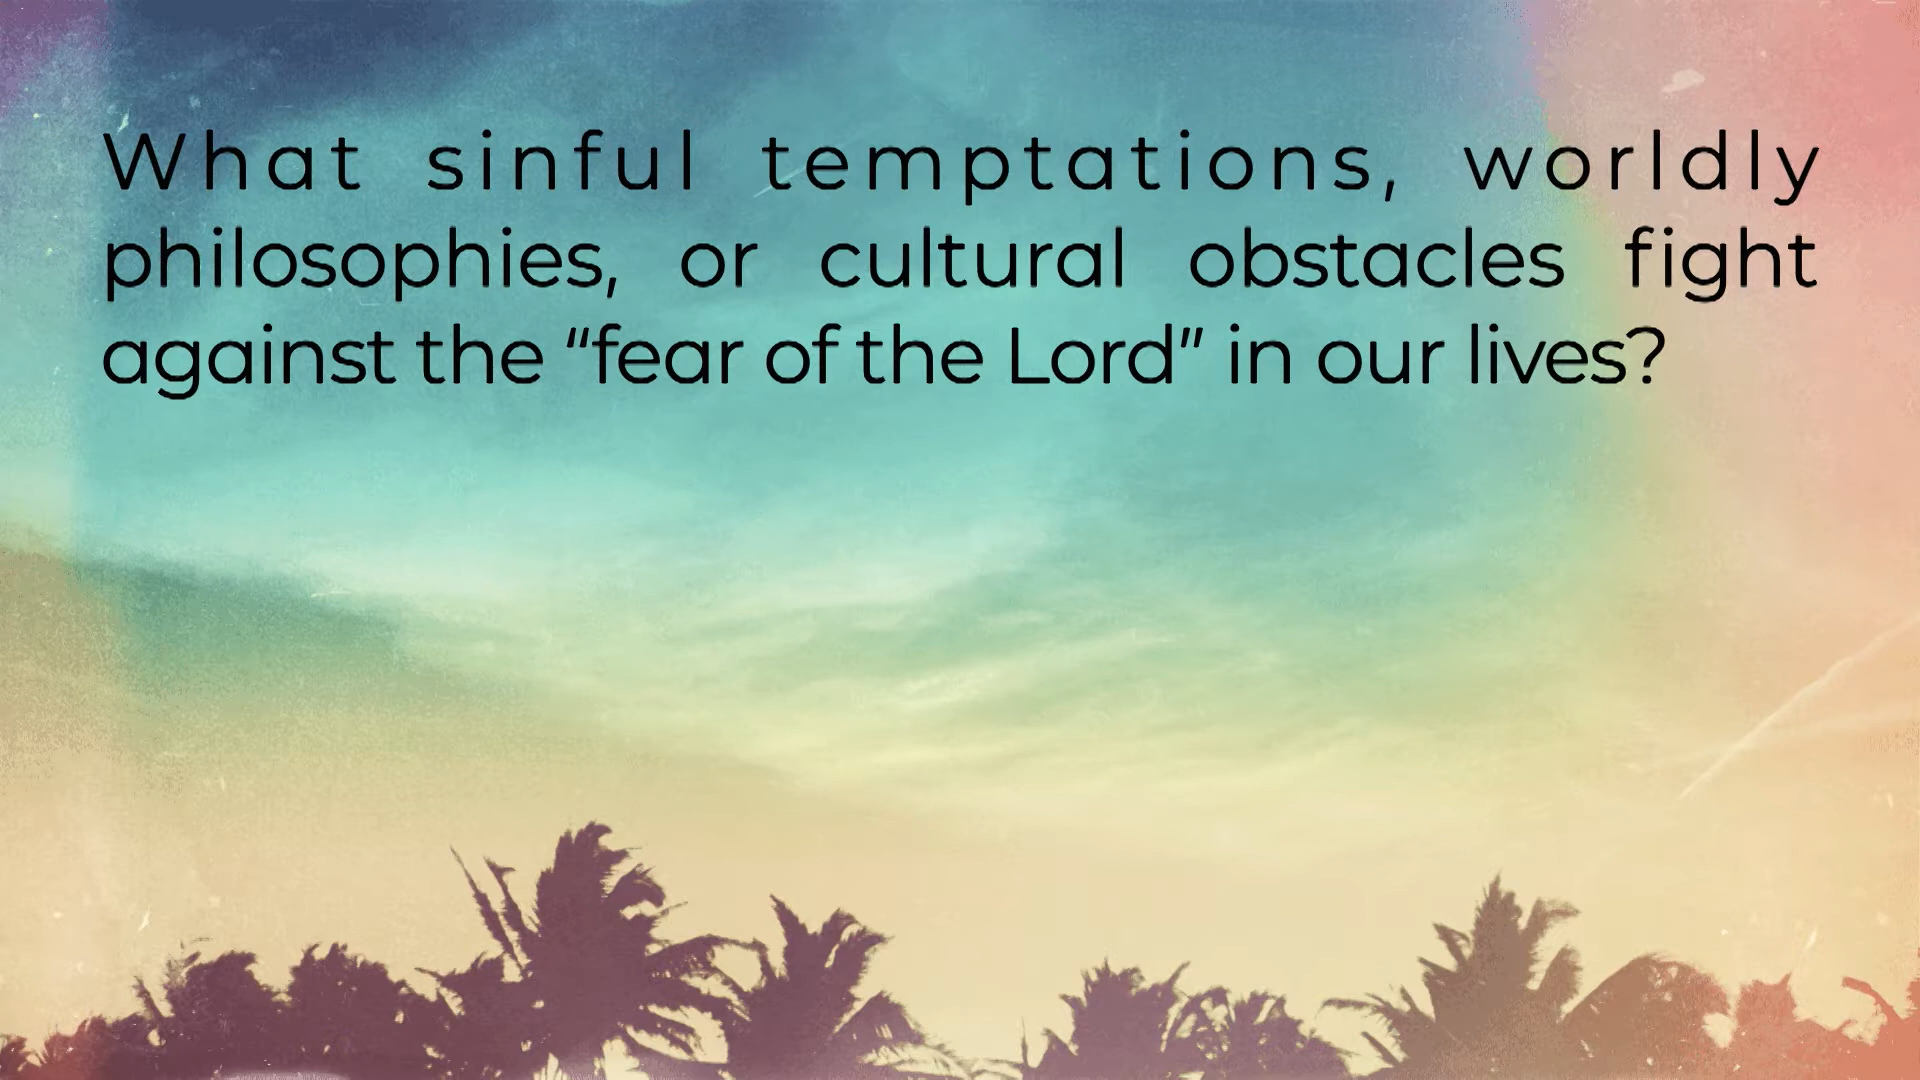 What sinful temptations, worldly
philosophies, or cultural obstacles fight
against the “fear of the Lord” in our lives?